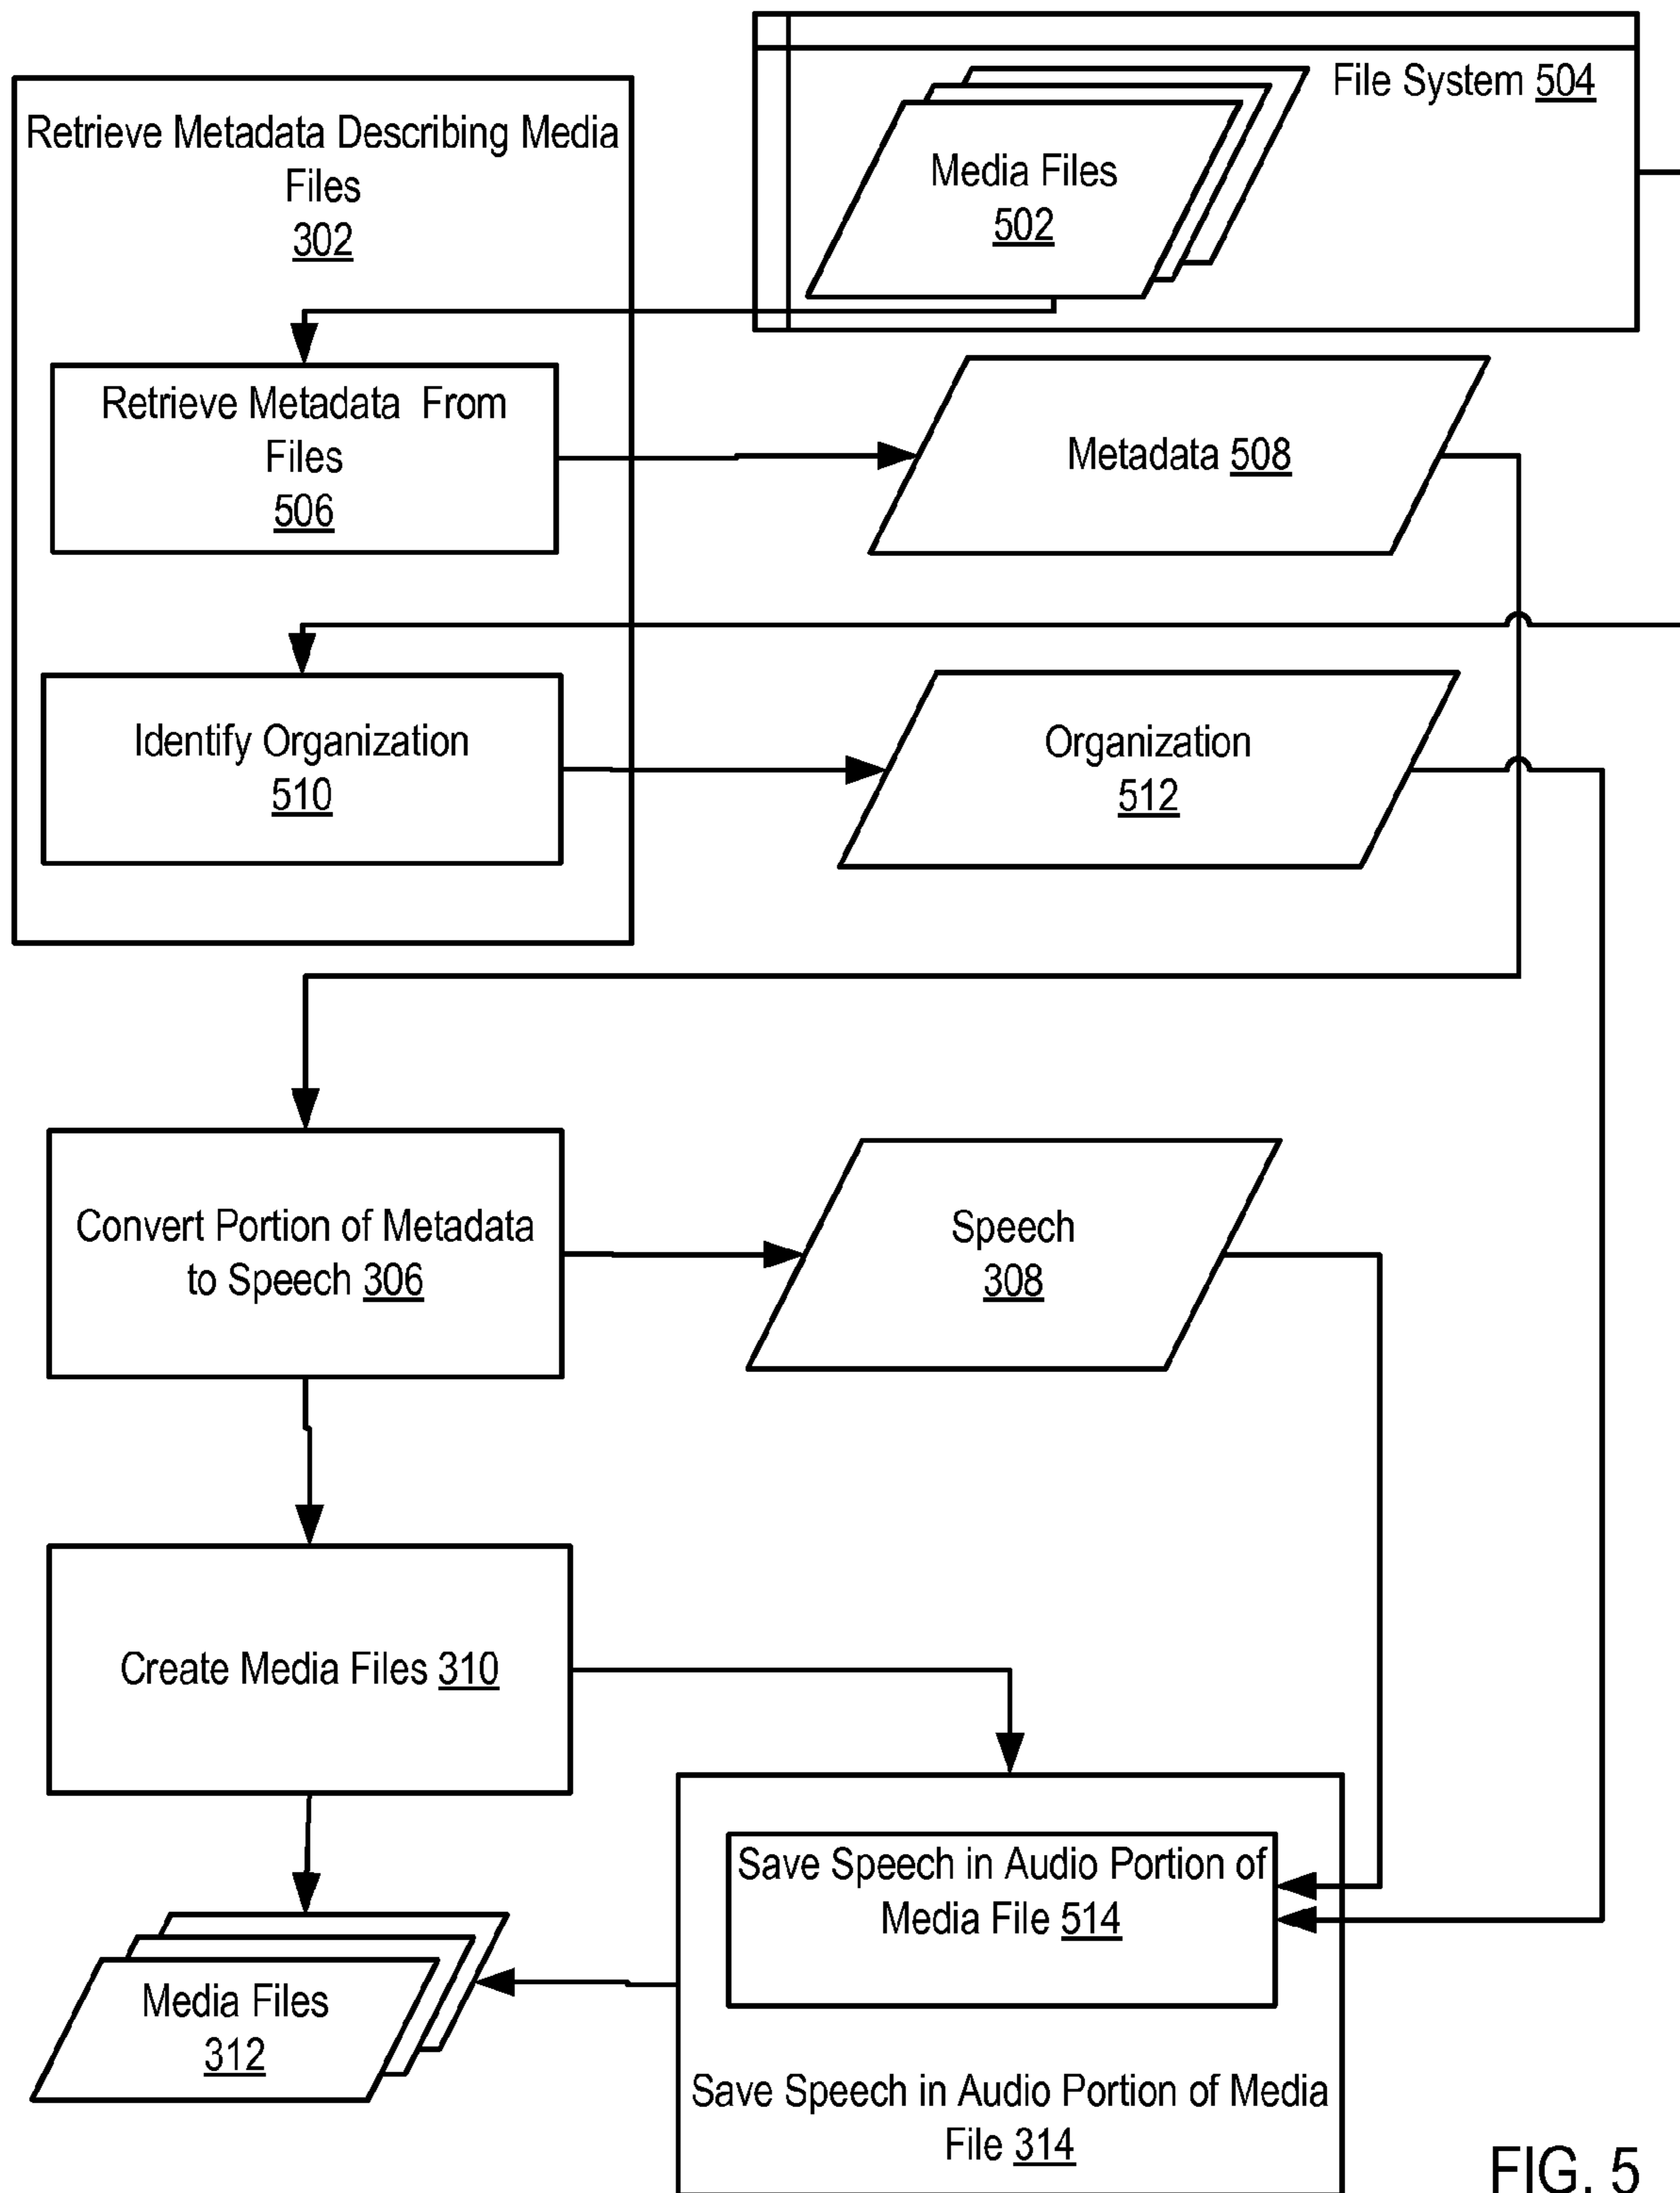 File System 504
Media Files
502
Retrieve Metadata Describing Media
Files
302
Retrieve Metadata From
Files
506
Metadata 508
Identify Organization
510
Organization
512
Convert Portion of Metadata
to Speech 306
Speech
308
Create Media Files 310
Save Speech in Audio Portion of
Media File 514
Media Files
312
Save Speech in Audio Portion of Media
File 314
FIG. 5